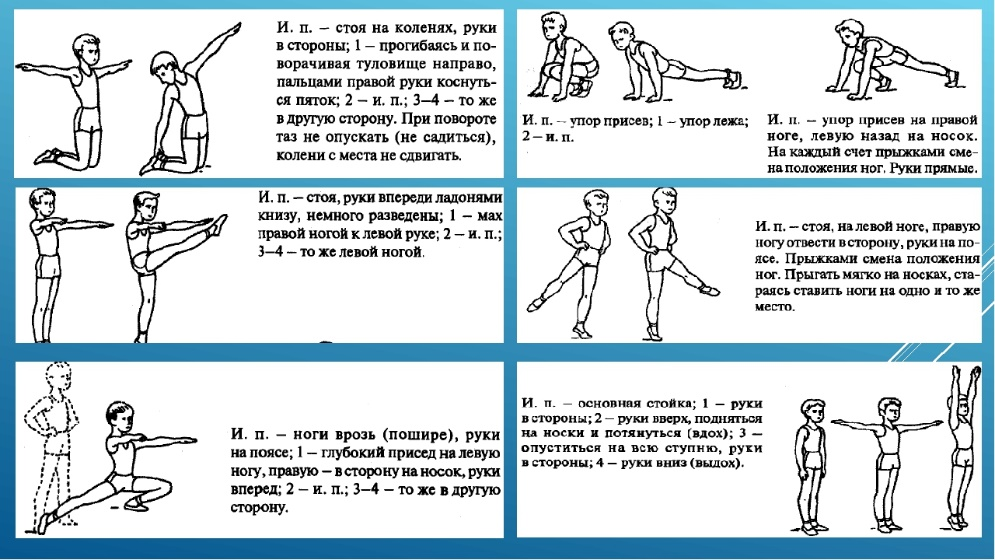 И. п. – стоя на коленях, руки
в стороны; 1 – прогибаясь и по-
ворачивая туловище направо,
пальцами правой руки коснуть-
ся пяток; 2 – и. п.; 3–4 – то же
в другую сторону. При повороте
таз не опускать (не садиться),
колени с места не сдвигать.
И. п. – упор присев; 1 – упор лежа;
2 – и. п.
И. п. – упор присев на правой
ноге, левую назад на носок.
На каждый счет прыжками сме-
на положения ног. Руки прямые.
И. п. – стоя, руки впереди ладонями
книзу, немного разведены; 1 – мах
правой ногой к левой руке; 2 – и. п.;
3–4 – то же левой ногой.
И. п. – стоя, на левой ноге, правую
ногу отвести в сторону, руки на по-
ясе. Прыжками смена положения
ног. Прыгать мягко на носках, ста-
раясь ставить ноги на одно и то же
место.
И. п. – ноги врозь (пошире), руки
на поясе; 1 – глубокий присед на левую
ногу, правую – в сторону на носок, руки
вперед; 2 – и. п.; 3–4 – то же в другую
сторону.
И. п. – основная стойка; 1 – руки
в стороны; 2 – руки вверх, подняться
на носки и потянуться (вдох); 3 –
опуститься на всю ступню, руки
в стороны; 4 – руки вниз (выдох).